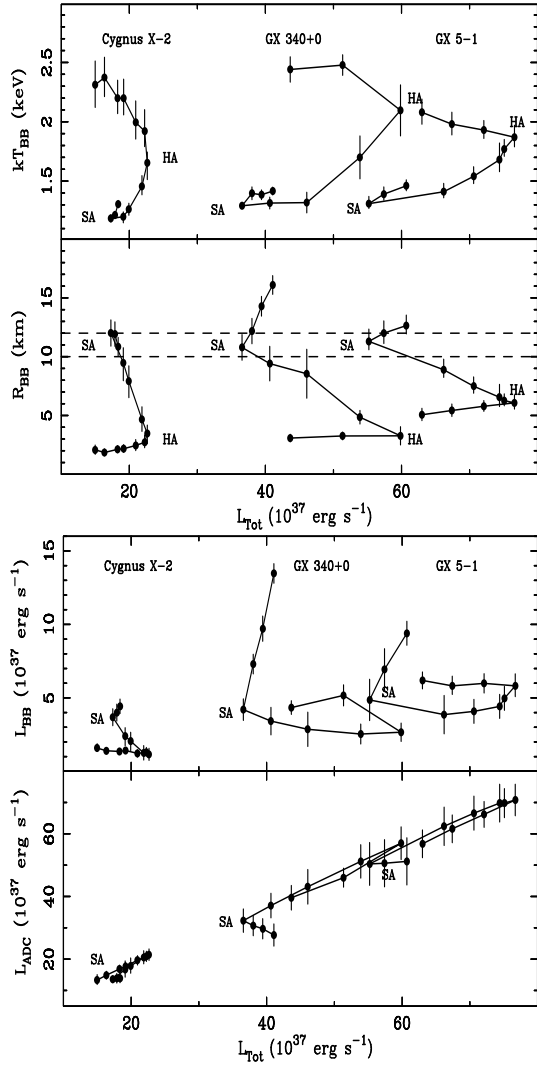 Cygnus X-2 GX 340+0 GX 5-1
kT_BB (keV)
2.5
2
1.5
1
HA
HA
HA
SA
SA
SA
R_BB (km)
15
10
5
0
SA
SA
SA
HA
HA
HA
20 40 60
L_Tot (10^37 erg s^−1)
Cygnus X-2 GX 340+0 GX 5-1
L_BB (10^37 erg s^−1)
15
10
5
0
SA
SA
SA
L_ADC (10^37 erg s^−1)
60
40
20
SA
SA
SA
20 40 60
L_Tot (10^37 erg s^−1)